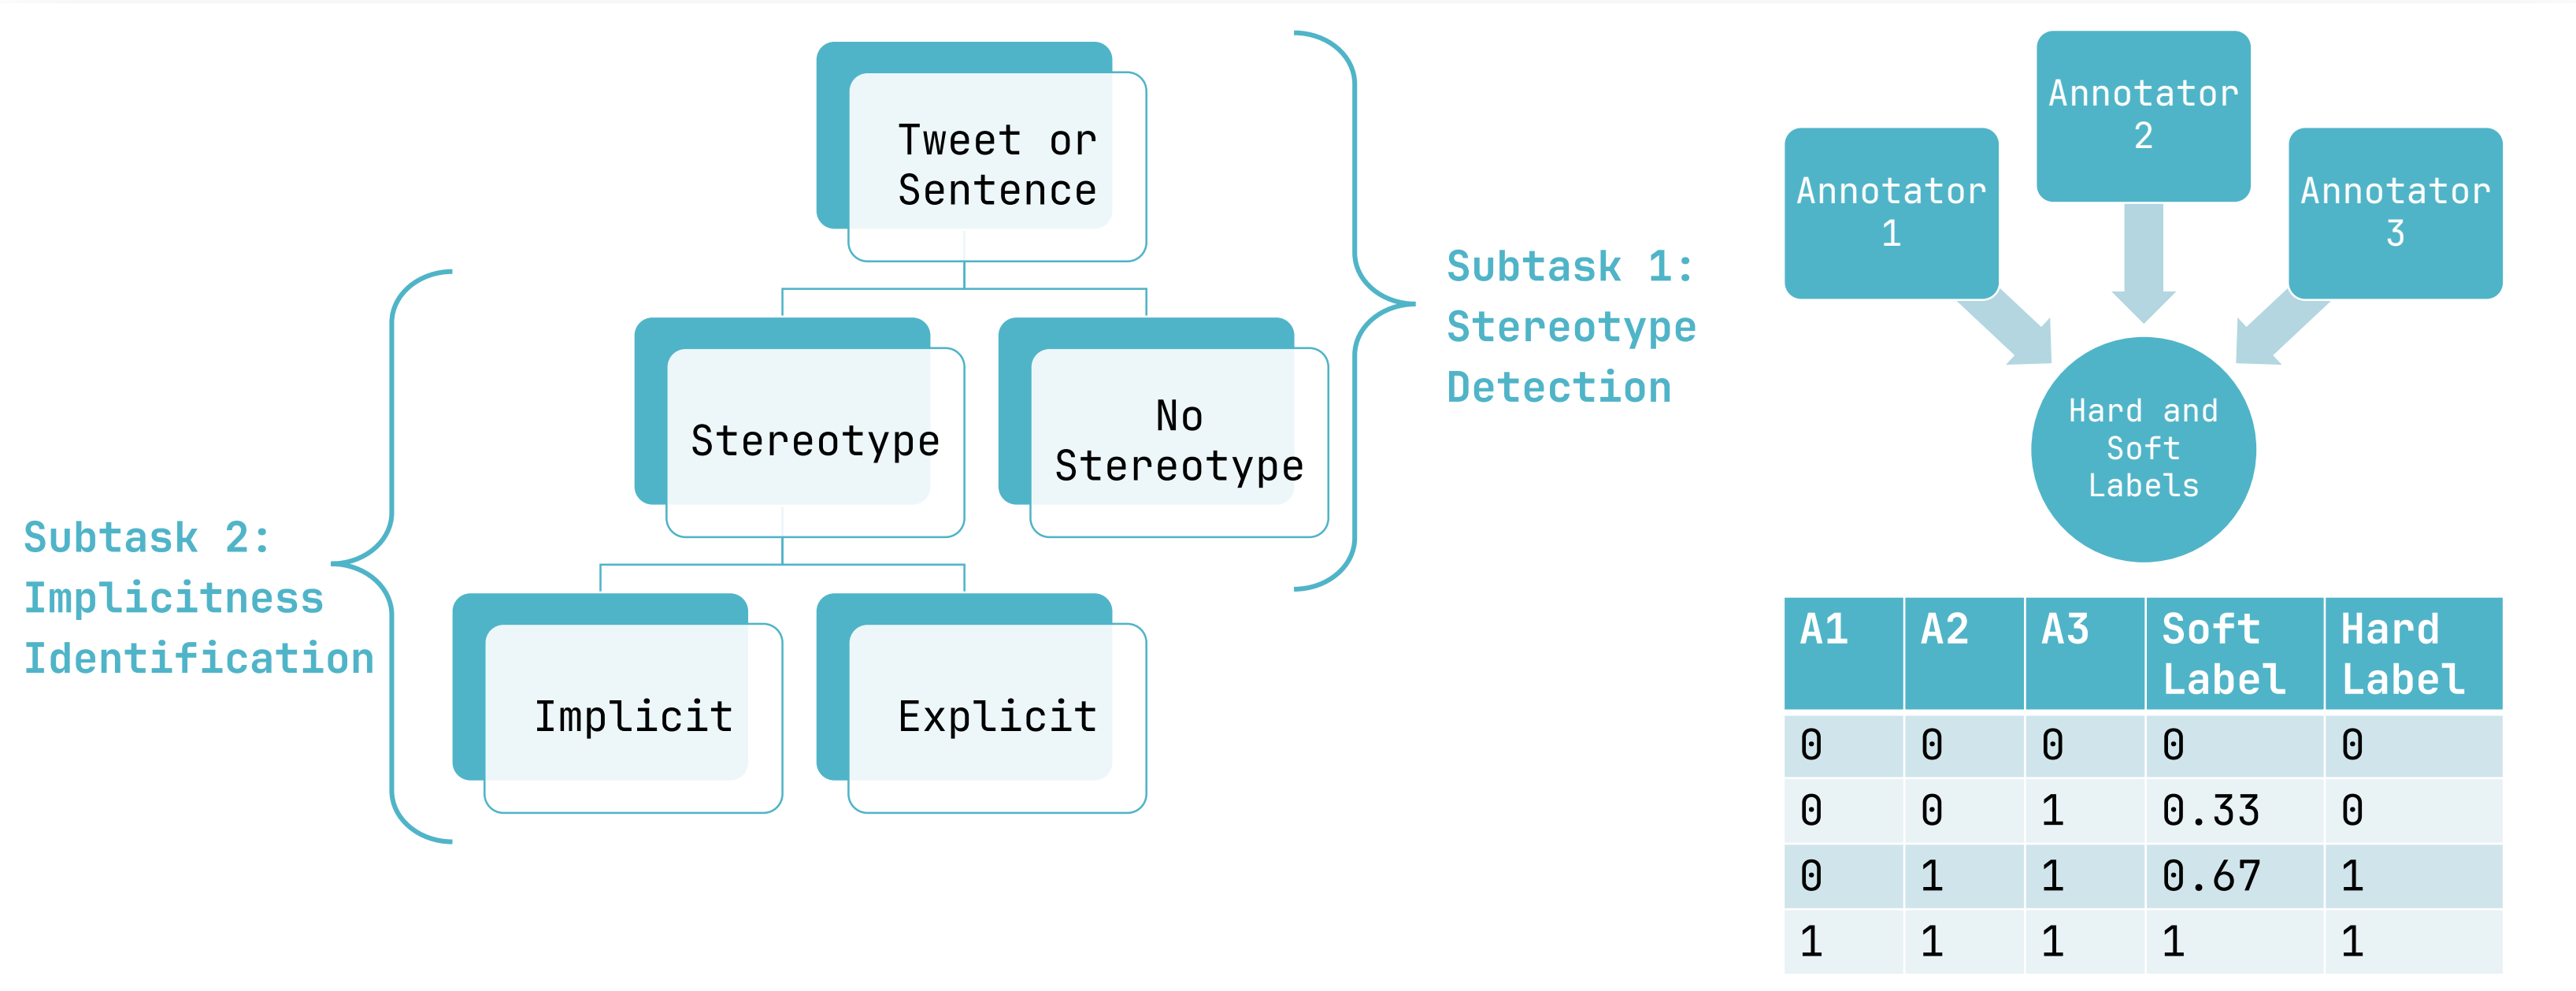 Tweet or
Sentence
Stereotype
No
Stereotype
Implicit
Explicit
Subtask 2:
Implicitness
Identification
Subtask 1:
Stereotype
Detection
Annotator
1
Annotator
2
Annotator
3
Hard and
Soft
Labels
A1 A2 A3 Soft Label Hard Label
0 0 0 0 0
0 0 1 0.33 0
0 1 1 0.67 1
1 1 1 1 1